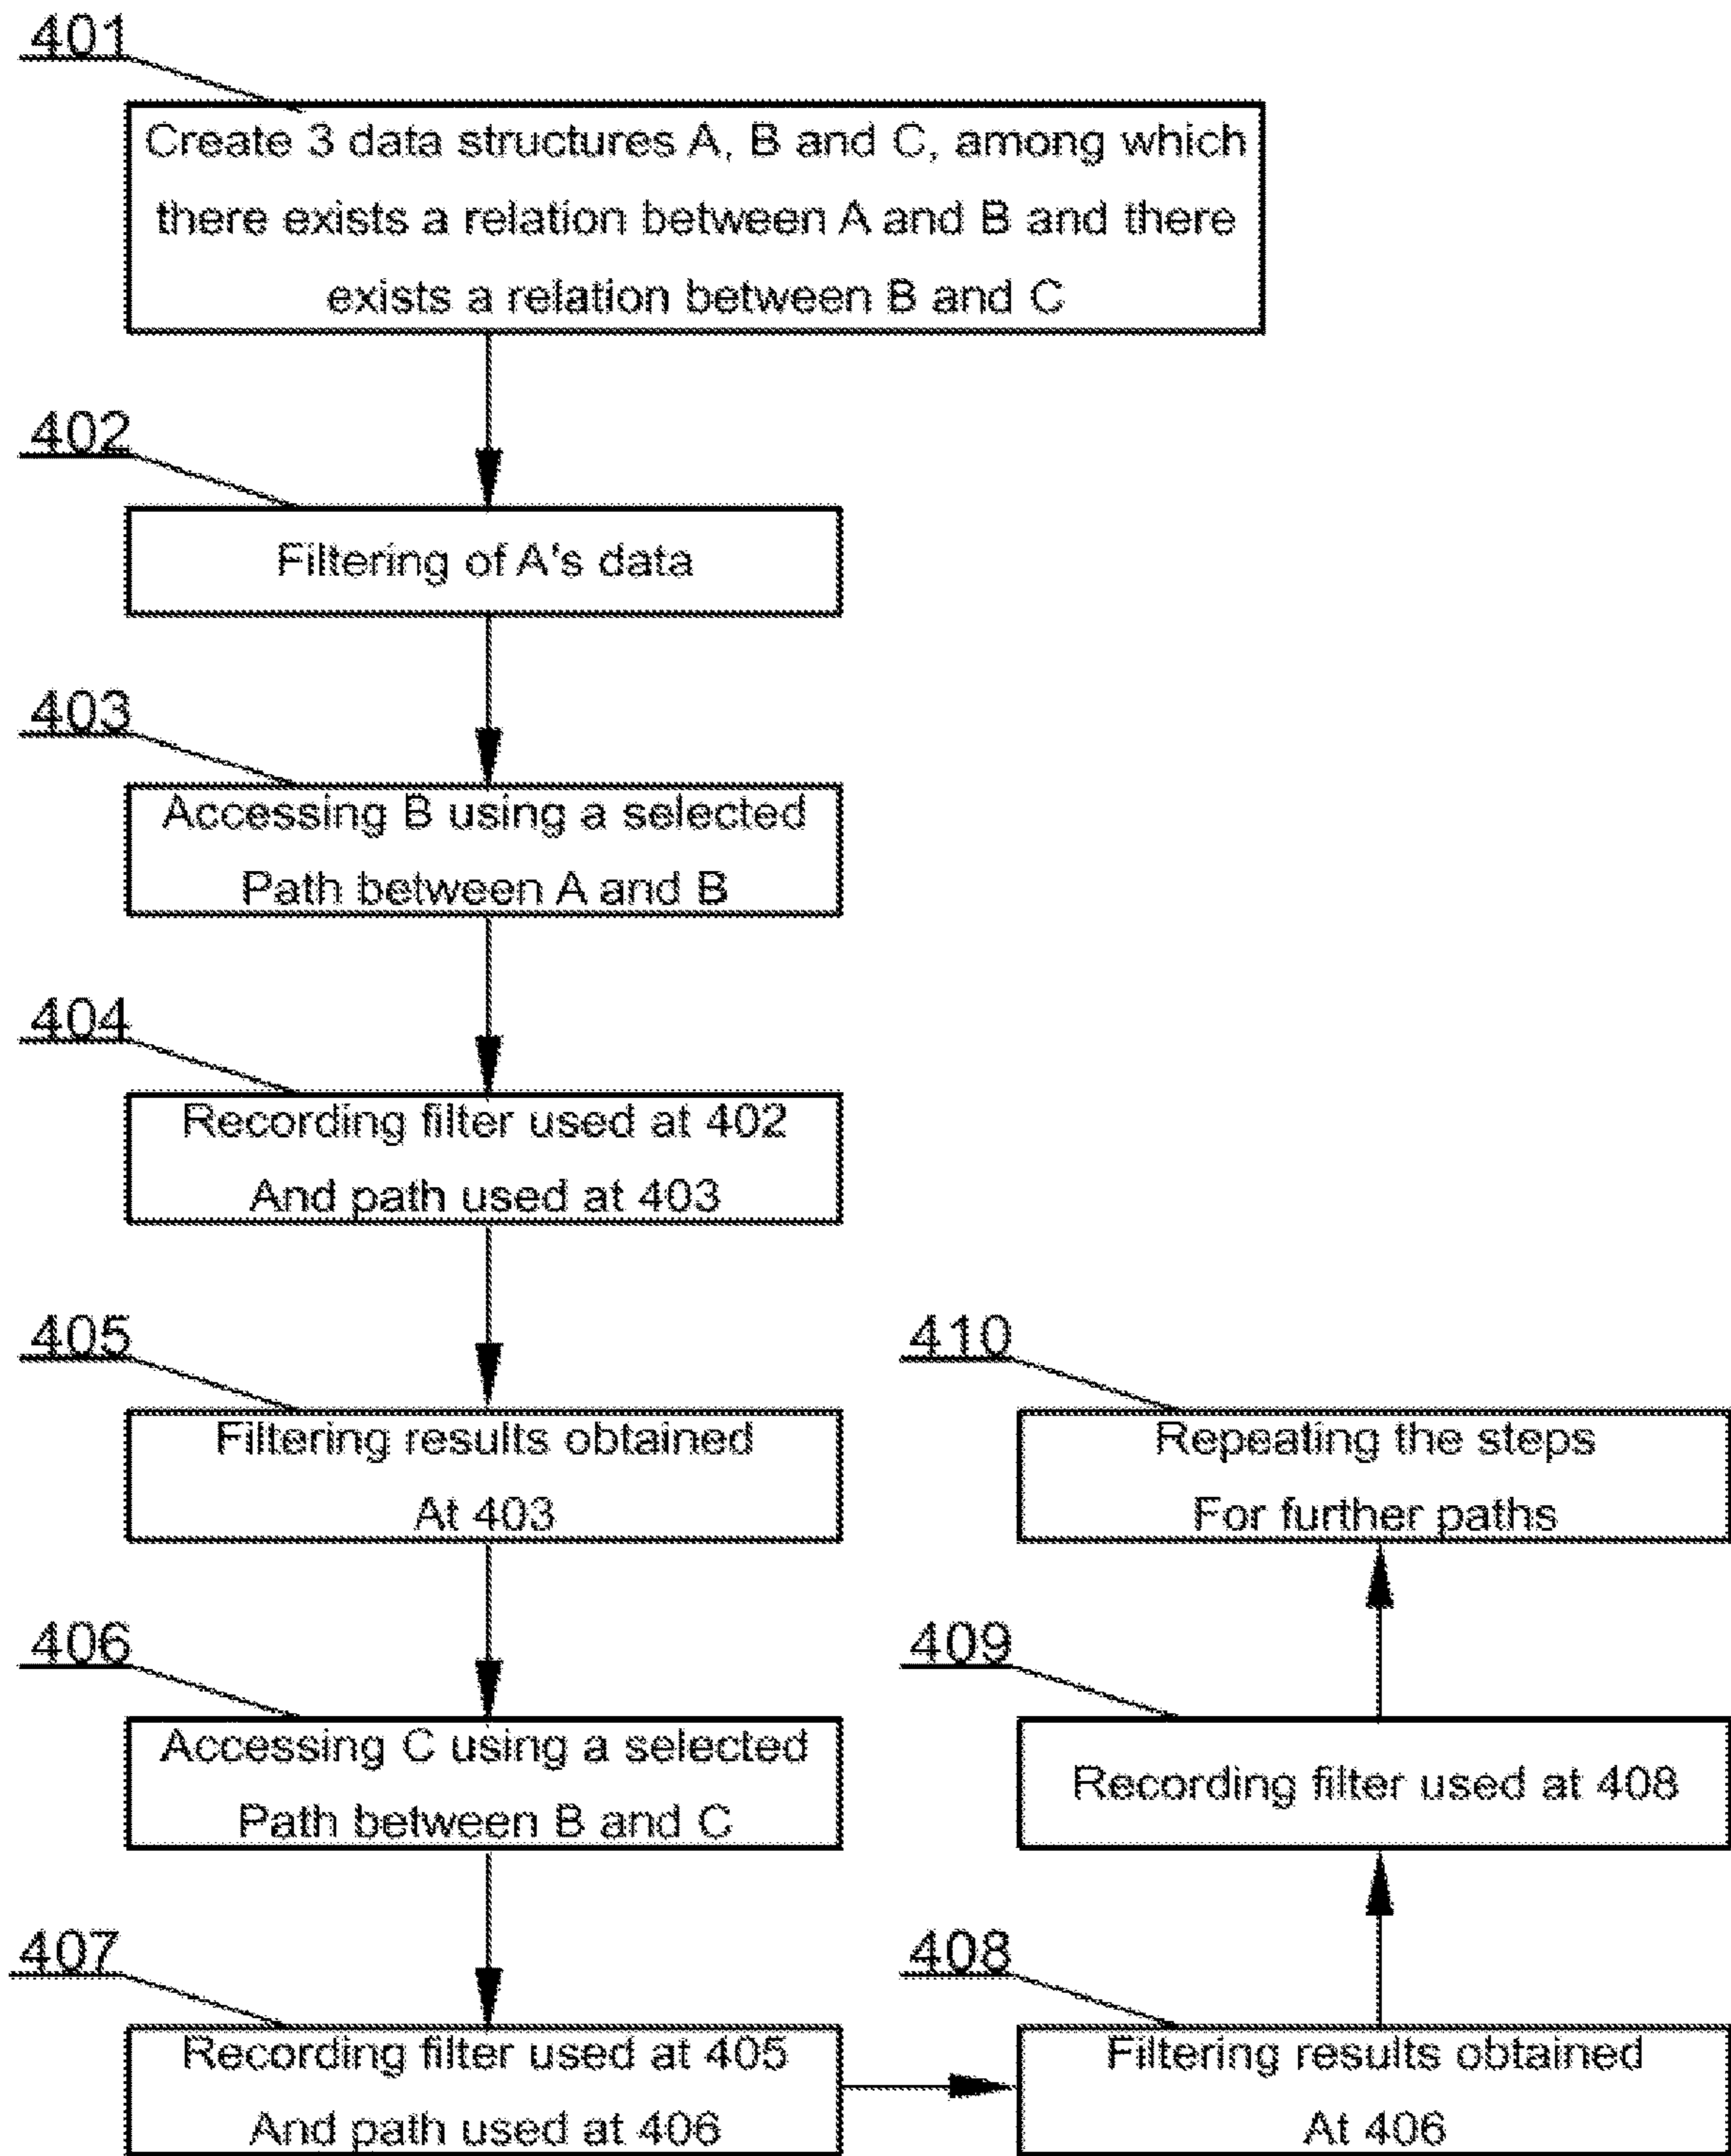 401
Create 3 data structures A, B and C, among which
there exists a relation between A and B and there
exists a relation between B and C
402
Filtering of A's data
403
Accessing B using a selected
Path between A and B
404
Recording filter used at 402
And path used at 403
405
Filtering results obtained
At 403
406
Accessing C using a selected
Path between B and C
407
Recording filter used at 405
And path used at 406
408
Filtering results obtained
At 406
409
Recording filter used at 408
410
Repeating the steps
For further paths